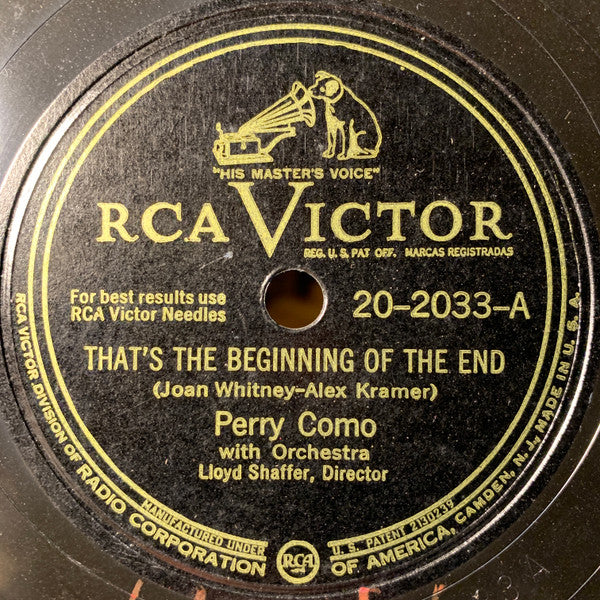 "HIS MASTER'S VOICE"
RCA VICTOR
REG. U.S. PAT OFF. MARCAS REGISTRADAS
For best results use
RCA Victor Needles
20-2033-A
THAT'S THE BEGINNING OF THE END
(Joan Whitney-Alex Kramer)
Perry Como
with Orchestra
Lloyd Shaffer, Director
RCA VICTOR DIVISION OF RADIO CORPORATION OF AMERICA, CAMDEN, N. J., MADE IN U. S. A.
MANUFACTURED UNDER U. S. PATENT 2130239
RCA
3A